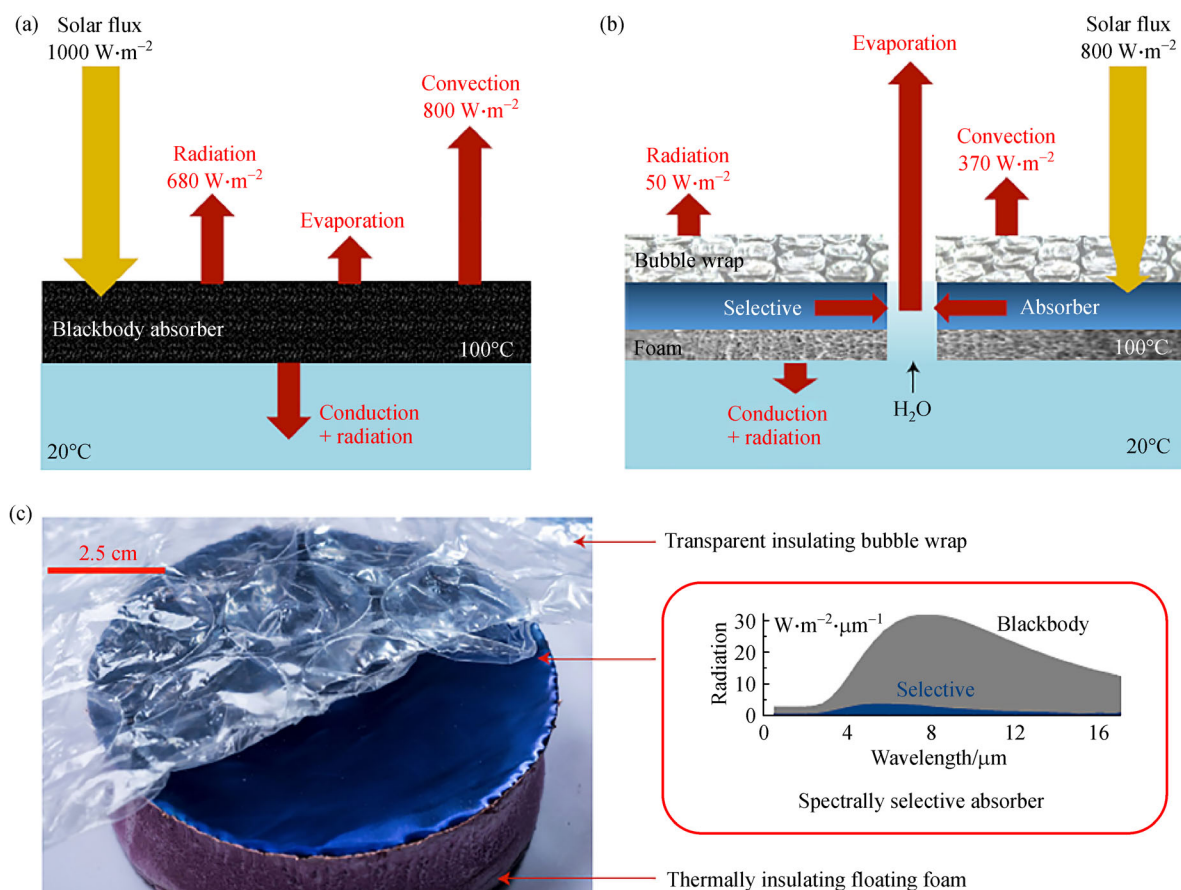 (a)
Solar flux
1000 W·m⁻²
Radiation
680 W·m⁻²
Evaporation
Convection
800 W·m⁻²
Blackbody absorber
100°C
Conduction
+ radiation
20°C
(b)
Evaporation
Solar flux
800 W·m⁻²
Radiation
50 W·m⁻²
Convection
370 W·m⁻²
Bubble wrap
Selective
Absorber
Foam
100°C
Conduction
+ radiation
H₂O
20°C
(c)
2.5 cm
Transparent insulating bubble wrap
W·m⁻²·μm⁻¹
Blackbody
Selective
Radiation
30
20
10
0
0 4 8 12 16
Wavelength/μm
Spectrally selective absorber
Thermally insulating floating foam